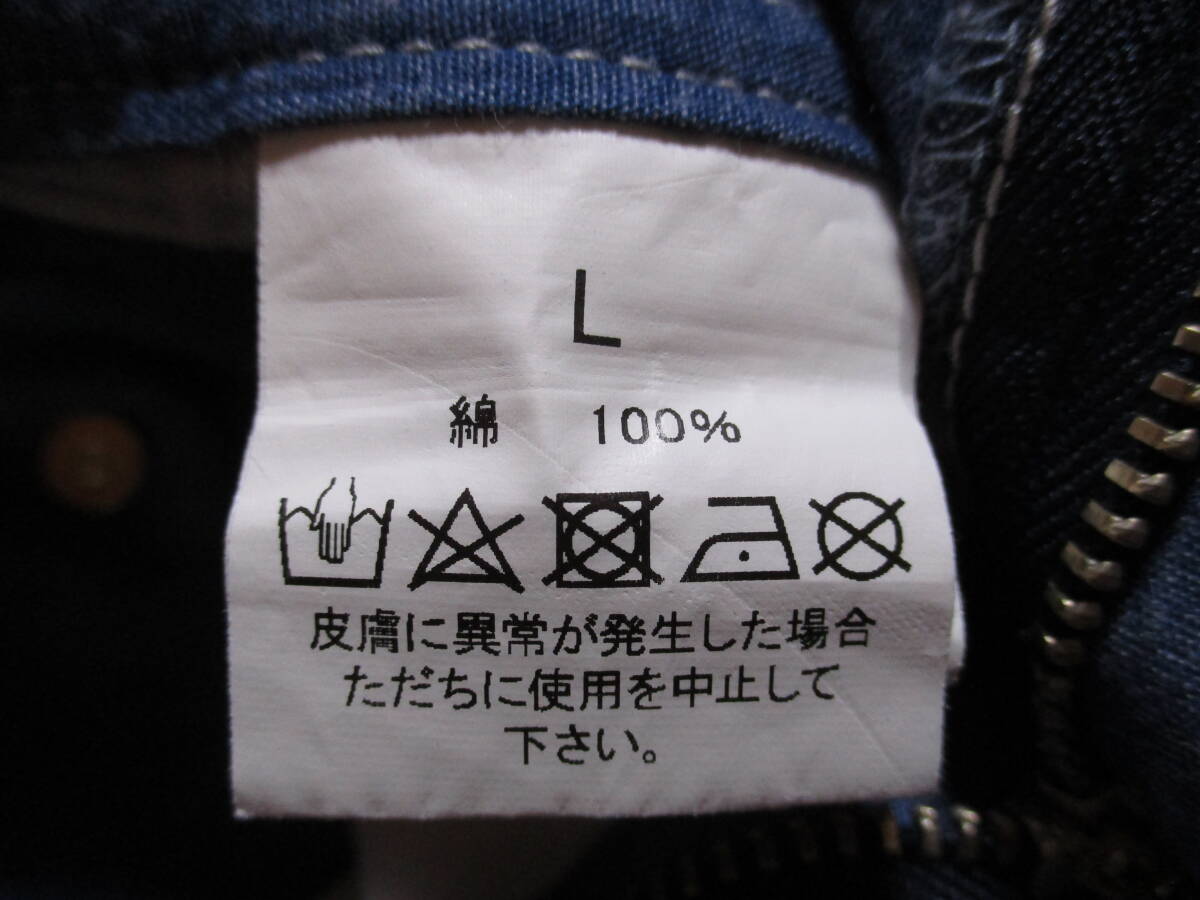 L
綿 100%
皮膚に異常が発生した場合
ただちに使用を中止して
下さい。